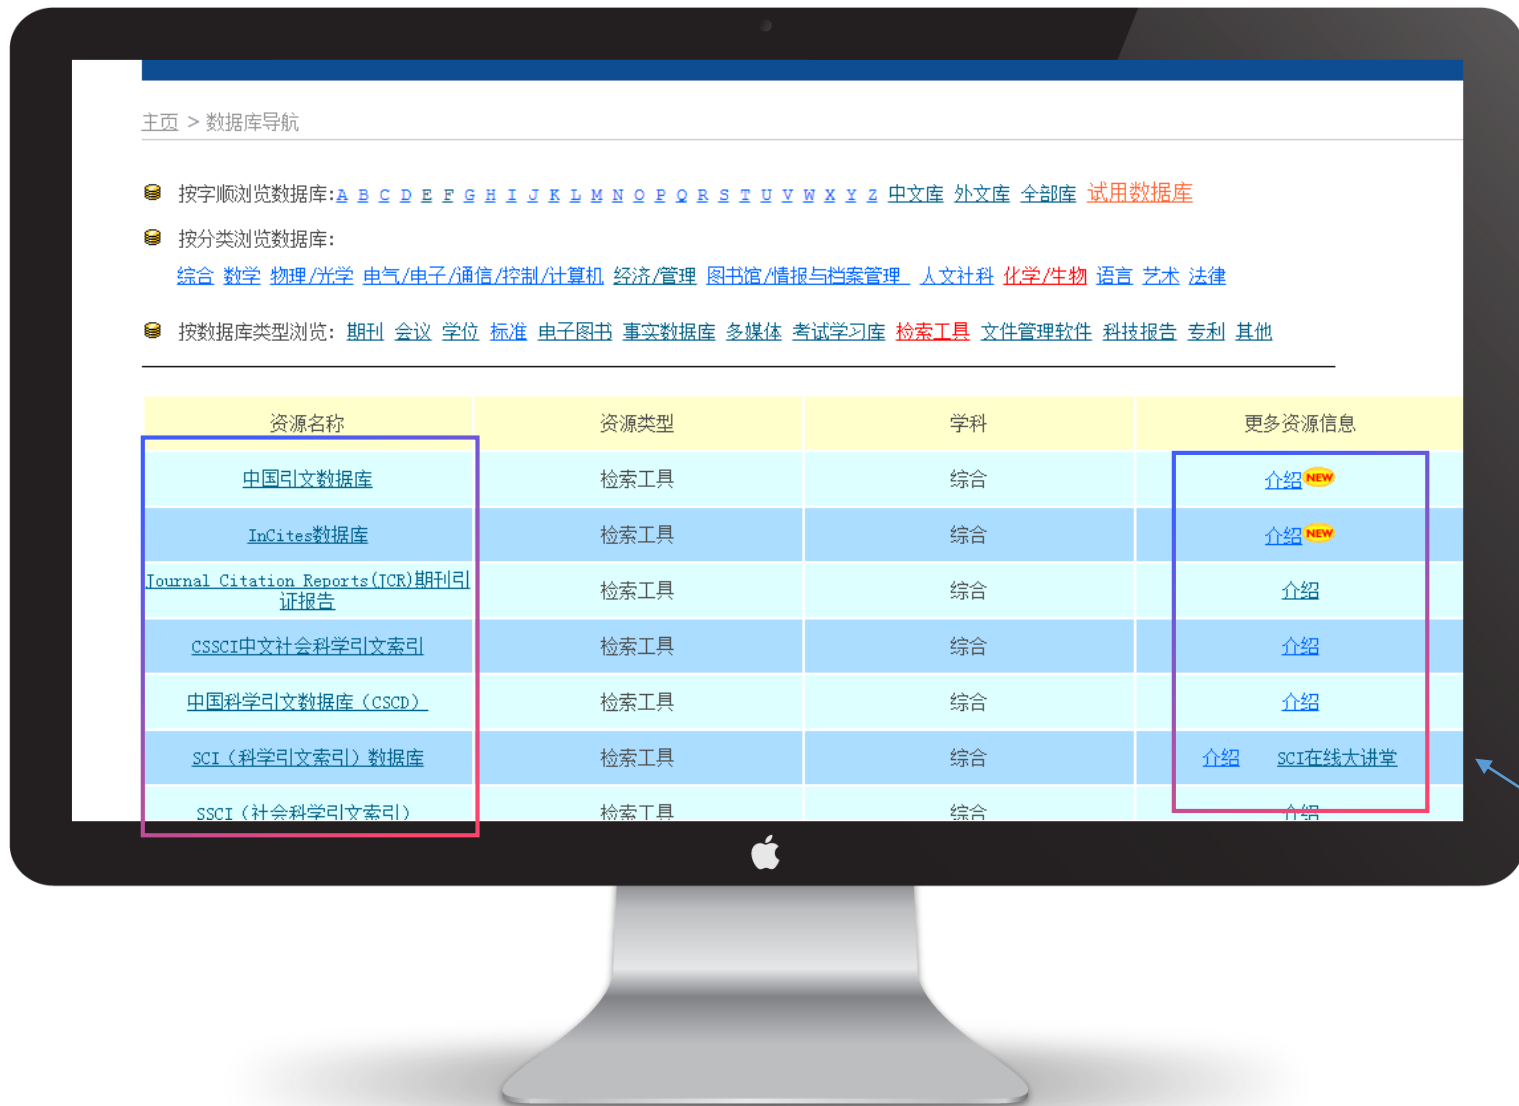 主页 > 数据库导航
按字顺浏览数据库:A B C D E F G H I J K L M N O P Q R S T U V W X Y Z 中文库 外文库 全部库 试用数据库
按分类浏览数据库:
综合 数学 物理/光学 电气/电子/通信/控制/计算机 经济/管理 图书馆/情报与档案管理 人文社科 化学/生物 语言 艺术 法律
按数据库类型浏览: 期刊 会议 学位 标准 电子图书 事实数据库 多媒体 考试学习库 检索工具 文件管理软件 科技报告 专利 其他
资源名称 资源类型 学科 更多资源信息
中国引文数据库 检索工具 综合 介绍 NEW
InCites数据库 检索工具 综合 介绍 NEW
Journal Citation Reports(JCR)期刊引
证报告 检索工具 综合 介绍
CSSCI中文社会科学引文索引 检索工具 综合 介绍
中国科学引文数据库（CSCD） 检索工具 综合 介绍
SCI（科学引文索引）数据库 检索工具 综合 介绍 SCI在线大讲堂
SSCI（社会科学引文索引） 检索工具 综合 介绍